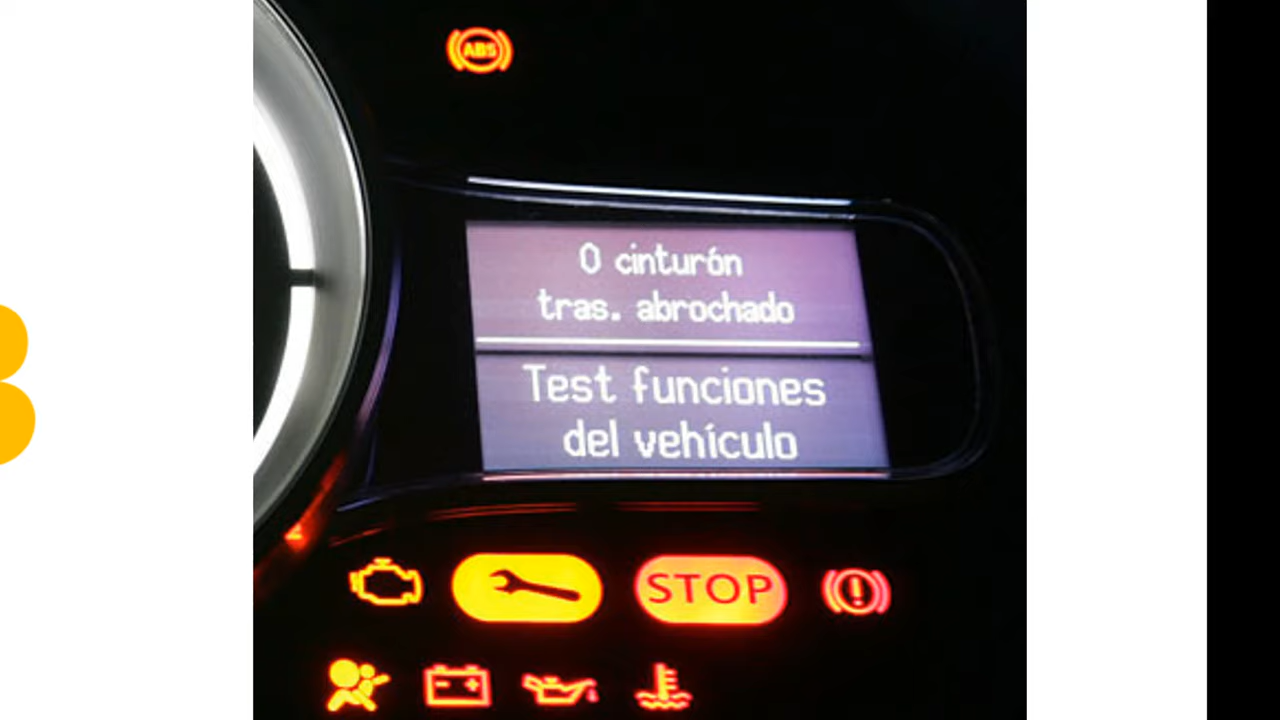 ABS
0 cinturón
tras. abrochado
Test funciones
del vehículo
STOP